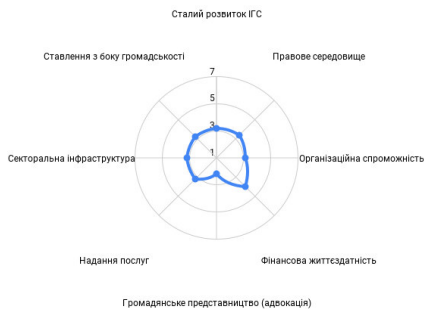 Сталий розвиток ІГС
Ставлення з боку громадськості
Правове середовище
7
5
3
1
Секторальна інфраструктура
Організаційна спроможність
Надання послуг
Фінансова життєздатність
Громадянське представництво (адвокація)